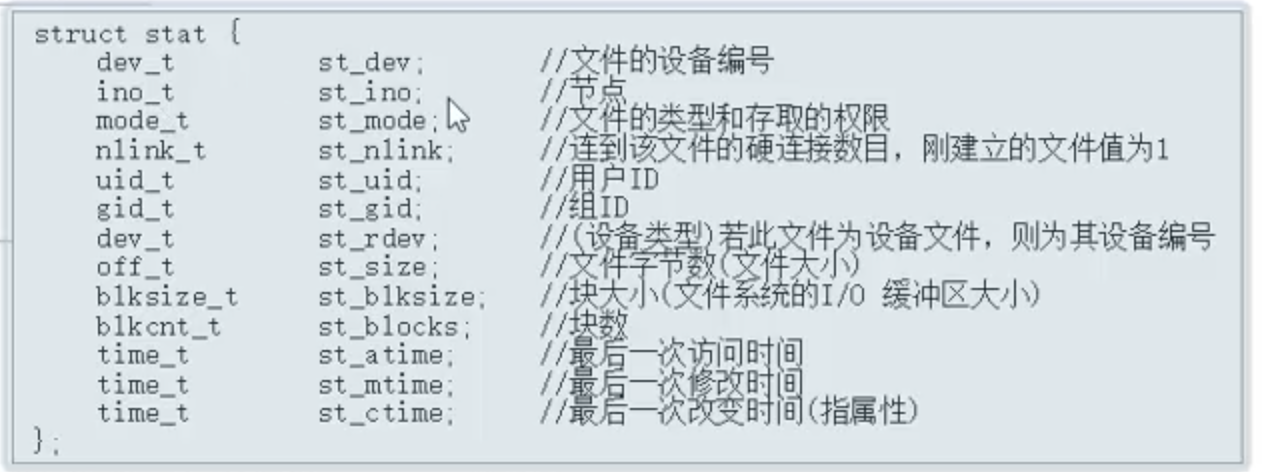 struct stat {
dev_t st_dev; //文件的设备编号
ino_t st_ino; //节点
mode_t st_mode; //文件的类型和存取的权限
nlink_t st_nlink; //连到该文件的硬连接数目，刚建立的文件值为1
uid_t st_uid; //用户ID
gid_t st_gid; //组ID
dev_t st_rdev; //(设备类型)若此文件为设备文件，则为其设备编号
off_t st_size; //文件字节数(文件大小)
blksize_t st_blksize; //块大小(文件系统的I/O 缓冲区大小)
blkcnt_t st_blocks; //块数
time_t st_atime; //最后一次访问时间
time_t st_mtime; //最后一次修改时间
time_t st_ctime; //最后一次改变时间(指属性)
};